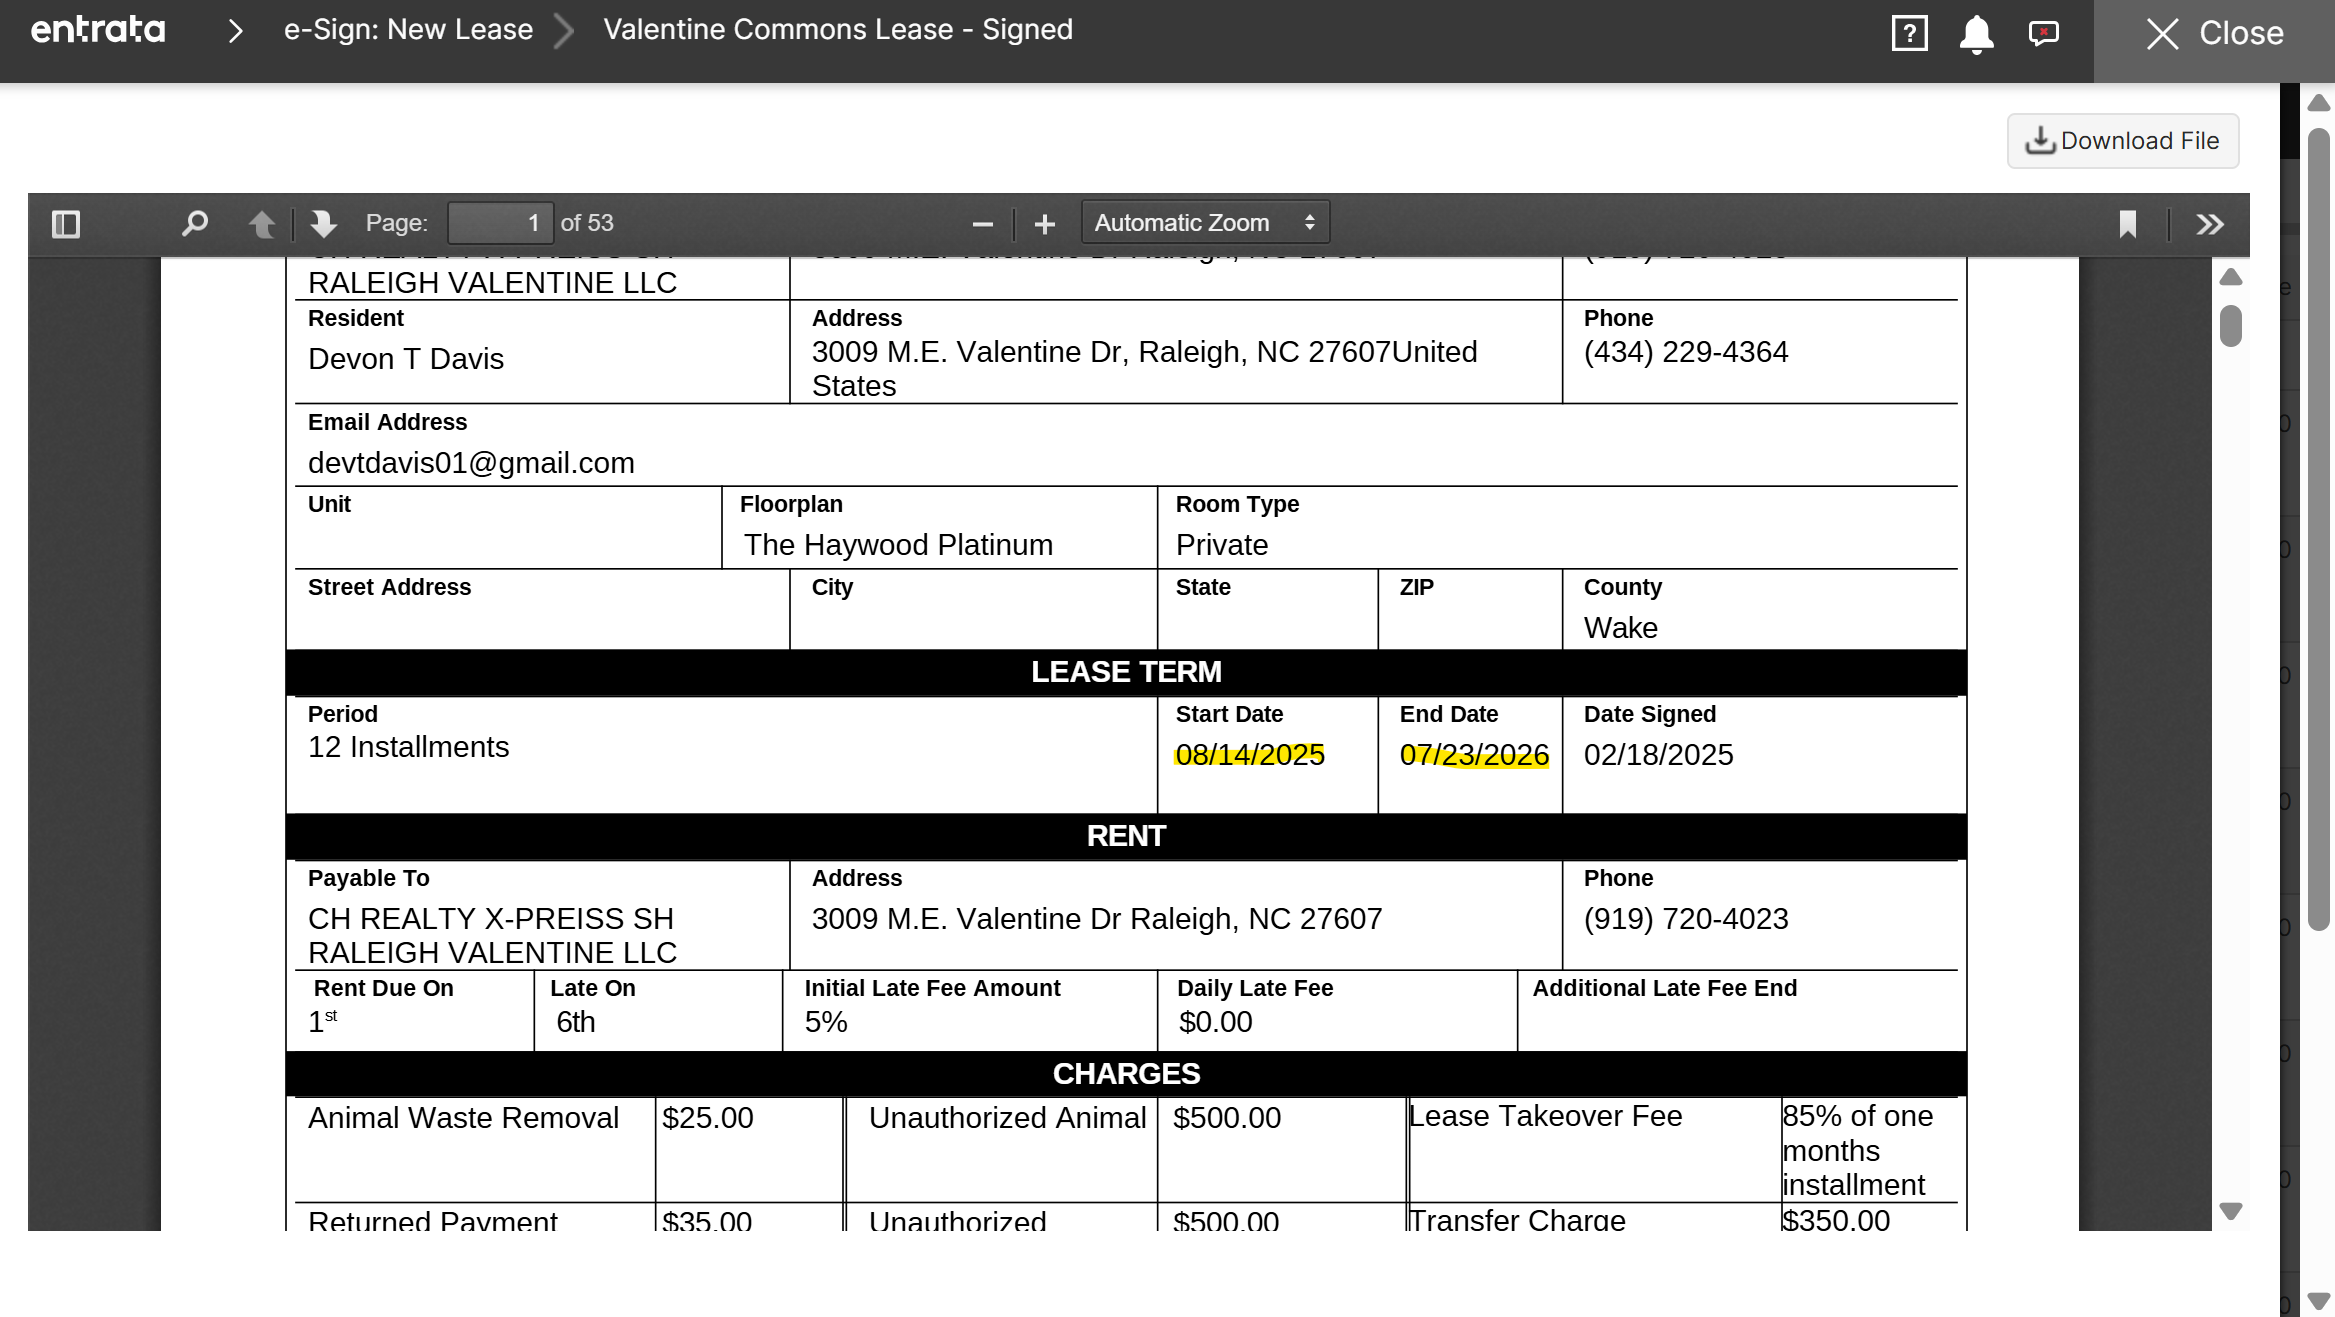 entrata > e-Sign: New Lease > Valentine Commons Lease - Signed ? Close
Download File
Page: 1 of 53 Automatic Zoom
RALEIGH VALENTINE LLC
Resident Address Phone
Devon T Davis 3009 M.E. Valentine Dr, Raleigh, NC 27607United (434) 229-4364
States
Email Address
devtdavis01@gmail.com
Unit Floorplan Room Type
The Haywood Platinum Private
Street Address City State ZIP County
Wake
LEASE TERM
Period Start Date End Date Date Signed
12 Installments 08/14/2025 07/23/2026 02/18/2025
RENT
Payable To Address Phone
CH REALTY X-PREISS SH 3009 M.E. Valentine Dr Raleigh, NC 27607 (919) 720-4023
RALEIGH VALENTINE LLC
Rent Due On Late On Initial Late Fee Amount Daily Late Fee Additional Late Fee End
1st 6th 5% $0.00
CHARGES
Animal Waste Removal $25.00 Unauthorized Animal $500.00 Lease Takeover Fee 85% of one
months
installment
Returned Payment $35.00 Unauthorized $500.00 Transfer Charge $350.00